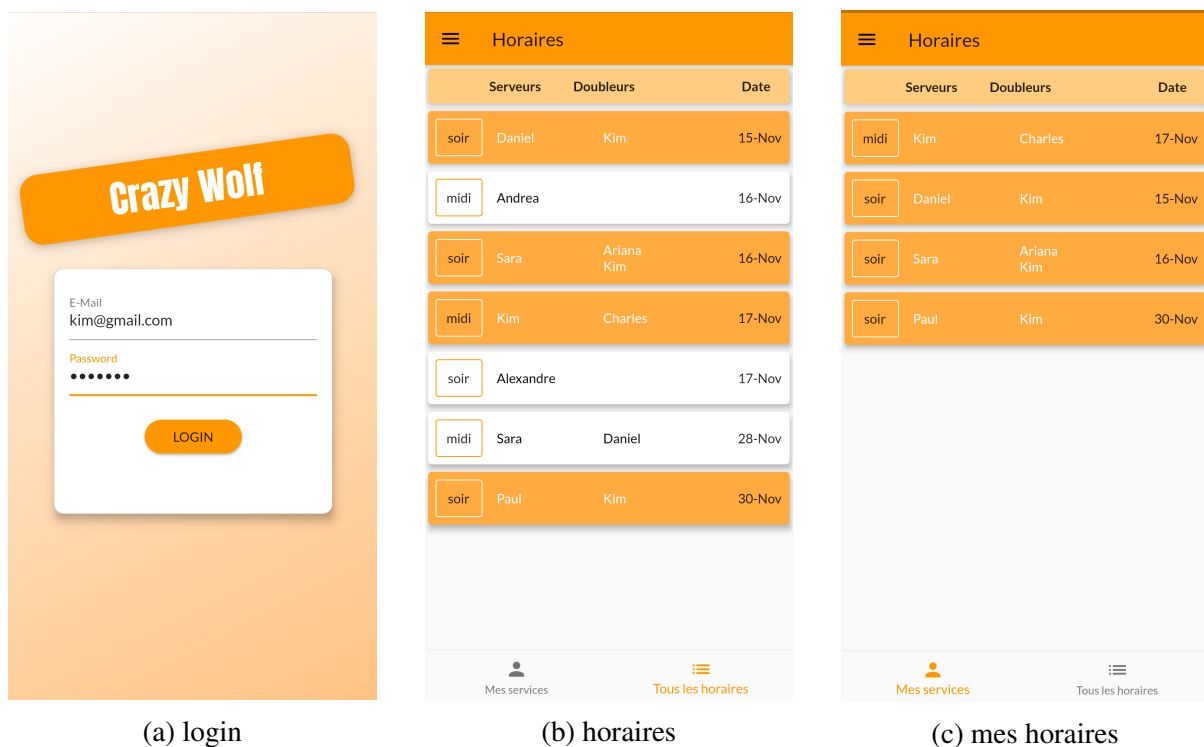 Crazy Wolf
E-Mail
kim@gmail.com
Password
•••••••
LOGIN
(a) login
Horaires
Serveurs Doubleurs Date
soir Daniel Kim 15-Nov
midi Andrea 16-Nov
soir Sara Ariana Kim 16-Nov
midi Kim Charles 17-Nov
soir Alexandre 17-Nov
midi Sara Daniel 28-Nov
soir Paul Kim 30-Nov
Mes services Tous les horaires
(b) horaires
Horaires
Serveurs Doubleurs Date
midi Kim Charles 17-Nov
soir Daniel Kim 15-Nov
soir Sara Ariana Kim 16-Nov
soir Paul Kim 30-Nov
Mes services Tous les horaires
(c) mes horaires